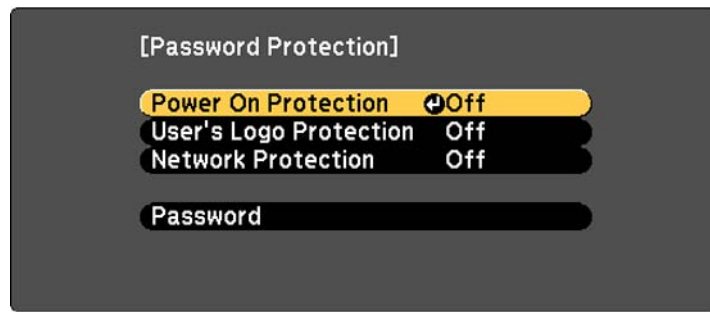 [Password Protection]
Power On Protection Off
User's Logo Protection Off
Network Protection Off
Password